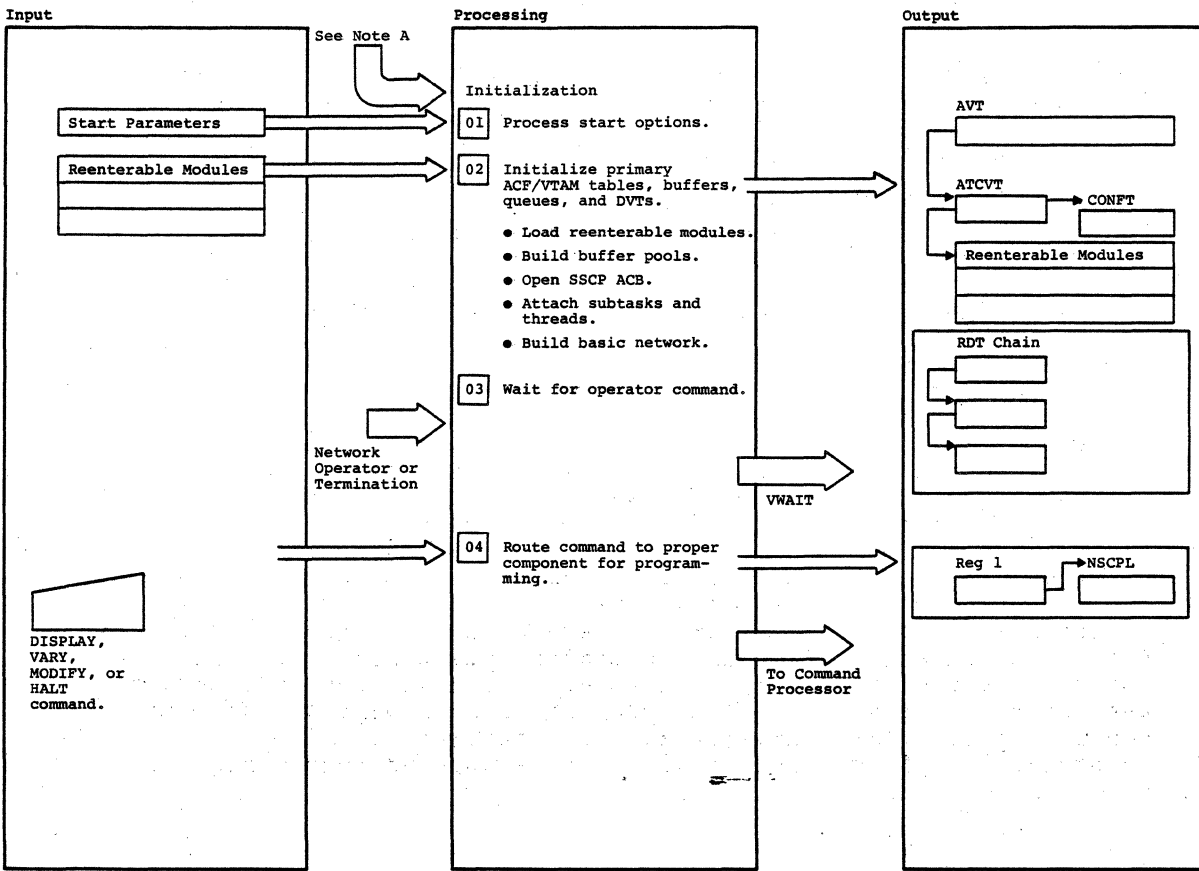 Input
Processing
Output
See Note A
Start Parameters
Reenterable Modules
Initialization
01 Process start options.
02 Initialize primary
ACF/VTAM tables, buffers,
queues, and DVTs.
● Load reenterable modules.
● Build buffer pools.
● Open SSCP ACB.
● Attach subtasks and
threads.
● Build basic network.
03 Wait for operator command.
Network
Operator or
Termination
VWAIT
04 Route command to proper
component for program-
ming.
To Command
Processor
DISPLAY,
VARY,
MODIFY, or
HALT
command.
AVT
ATCVT
CONFT
Reenterable Modules
RDT Chain
Reg 1
NSCPL